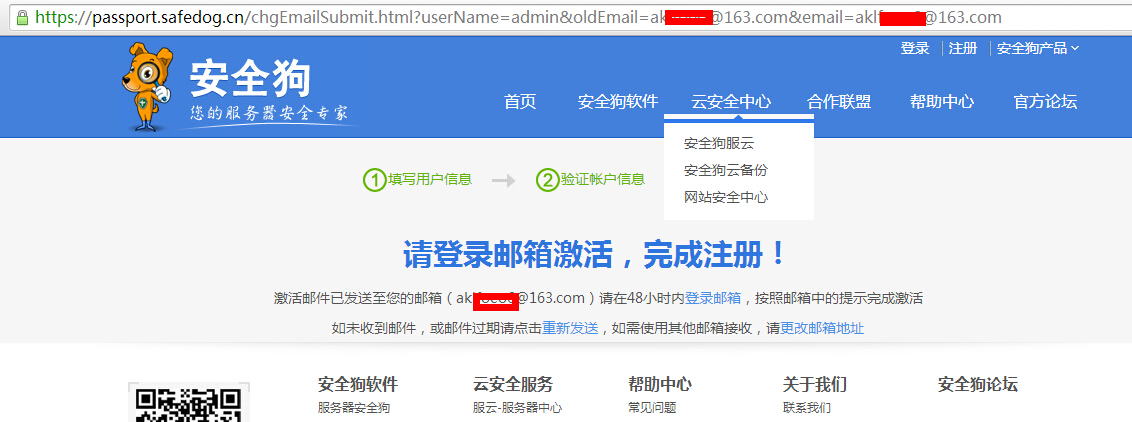 https://passport.safedog.cn/chgEmailSubmit.html?userName=admin&oldEmail=ak @163.com&email=aklf @163.com
登录 注册 安全狗产品
安全狗
您的服务器安全专家
首页 安全狗软件 云安全中心 合作联盟 帮助中心 官方论坛
安全狗服云
安全狗云备份
网站安全中心
1 填写用户信息 2 验证帐户信息
请登录邮箱激活，完成注册！
激活邮件已发送至您的邮箱（ak @163.com）请在48小时内登录邮箱，按照邮箱中的提示完成激活
如未收到邮件，或邮件过期请点击重新发送，如需使用其他邮箱接收，请更改邮箱地址
安全狗软件 云安全服务 帮助中心 关于我们 安全狗论坛
服务器安全狗 服云-服务器中心 常见问题 联系我们